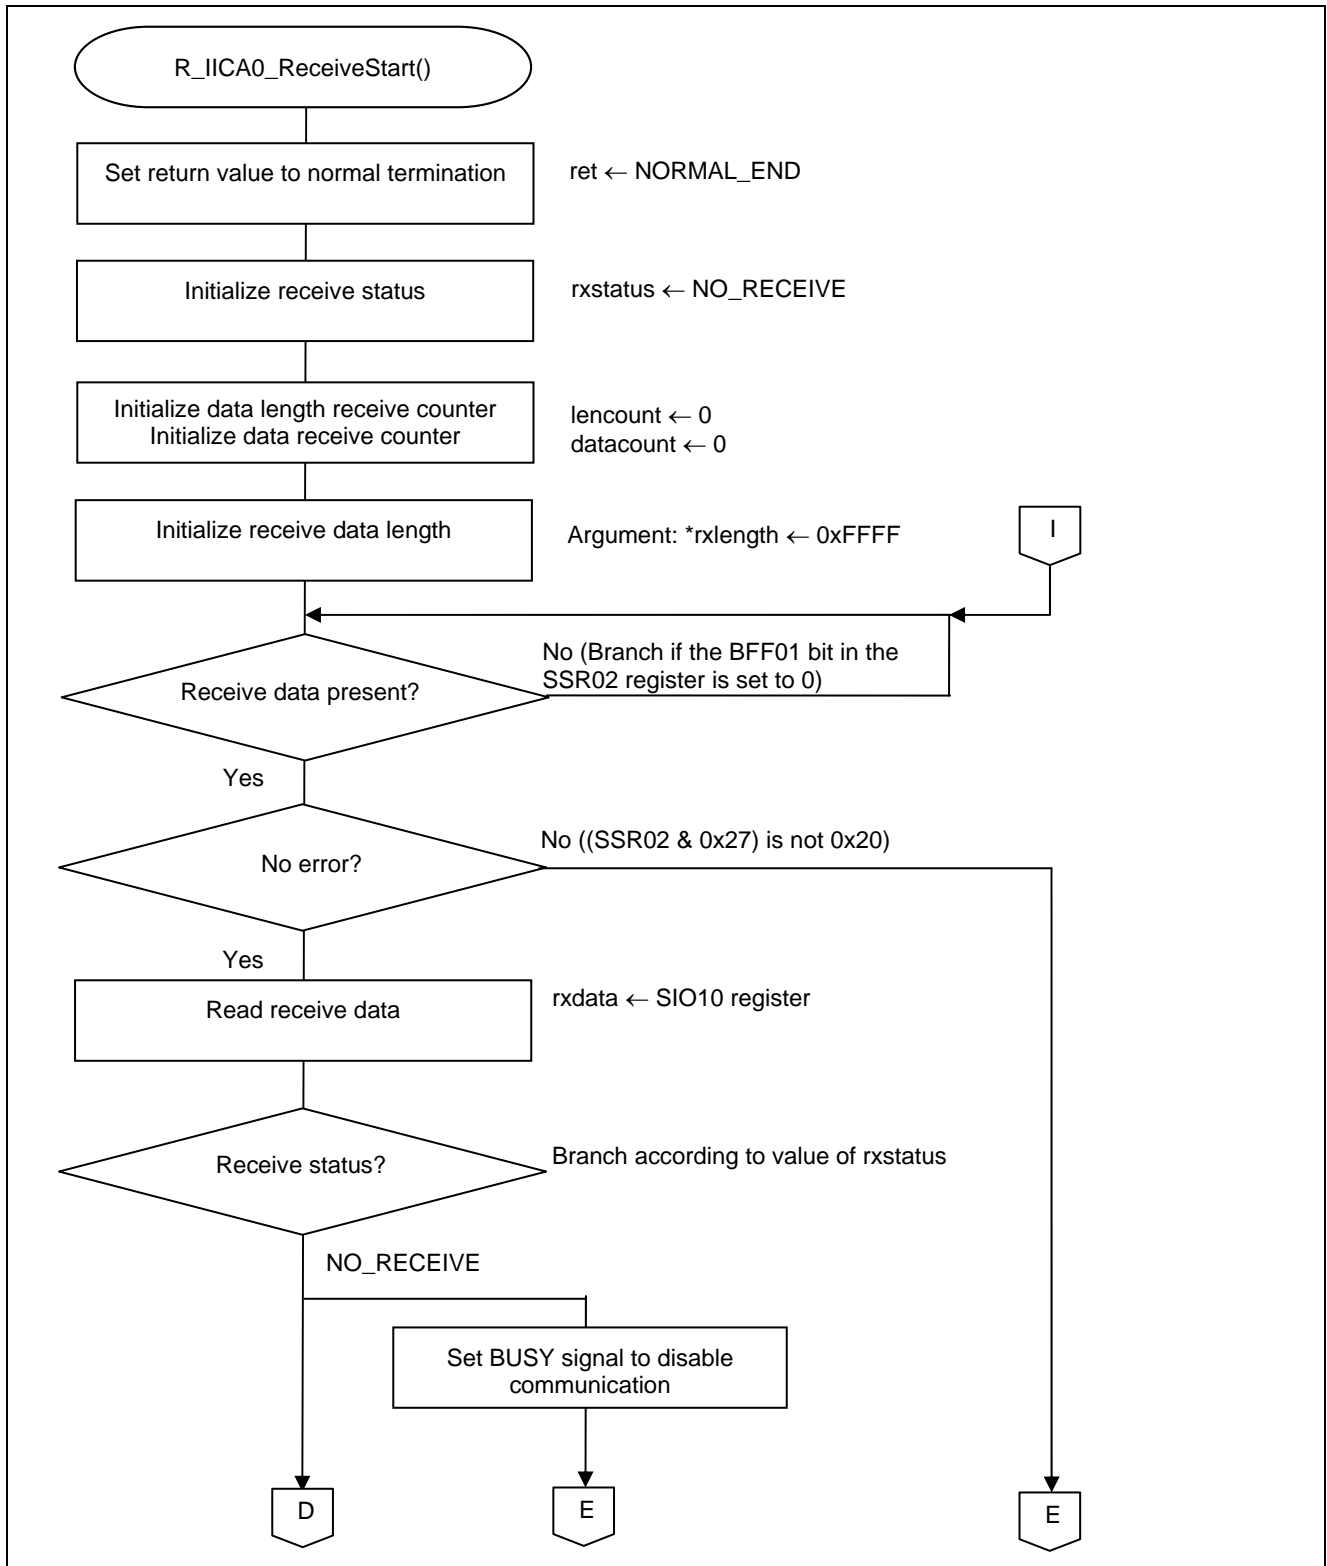 R_IICA0_ReceiveStart()
Set return value to normal termination
ret ← NORMAL_END
Initialize receive status
rxstatus ← NO_RECEIVE
Initialize data length receive counter
Initialize data receive counter
lencount ← 0
datacount ← 0
Initialize receive data length
Argument: *rxlength ← 0xFFFF
I
No (Branch if the BFF01 bit in the
SSR02 register is set to 0)
Receive data present?
Yes
No ((SSR02 & 0x27) is not 0x20)
No error?
Yes
Read receive data
rxdata ← SIO10 register
Receive status?
Branch according to value of rxstatus
NO_RECEIVE
Set BUSY signal to disable
communication
D
E
E